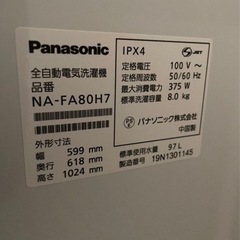 Panasonic
全自動電気洗濯機
品番
NA-FA80H7
外形寸法
幅 599 mm
奥行 618 mm
高さ 1024 mm
IPX4
JET
定格電圧 100 V～
定格周波数 50/60 Hz
定格消費電力 375 W
標準洗濯容量 8.0 kg
パナソニック株式会社
中国製
標準使用水量 97 L
製造番号 19N1301145